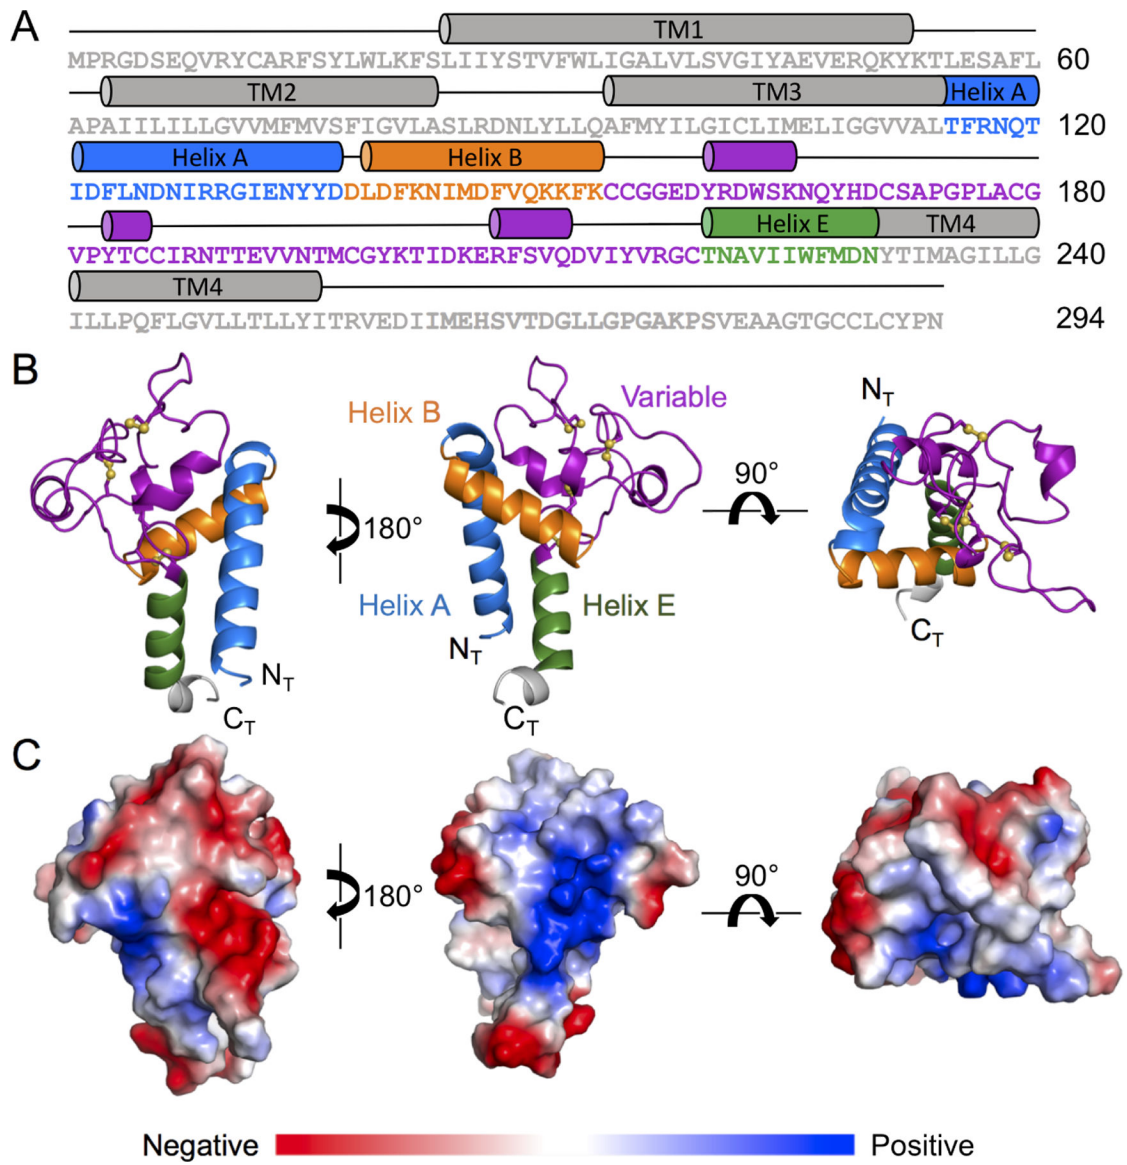 A
TM1
MPRGDSEQVRYCARFSYLWLKFSLIIYSTVFWLIGALVLSVGIYAEVERQKYKTLESAFL 60
TM2 TM3 Helix A
APAIILILLGVVMFMVSFIGVLASLRDNLYLLQAFMYILGICLIMELIGGVVALTFRNQT 120
Helix A Helix B
IDFLNDNIRRGIENYYDDLDFKNIMDFVQKKFKCCGGEDYRDWSKNQYHDCSAPGPLACG 180
Helix E TM4
VPYTCCIRNTTEVVNTMCGYKTIDKERFSVQDVIYVRGCTNAVIIWFMDNYTIMAGILLG 240
TM4
ILLPQFLGVLLTLLYITRVEDIIMEHSVTDGLLGPGAKPSVEAAGTGCCLCYPN 294
B
Helix B
Variable
NT
180°
90°
Helix A
Helix E
NT
NT
CT
CT
CT
C
180°
90°
Negative
Positive